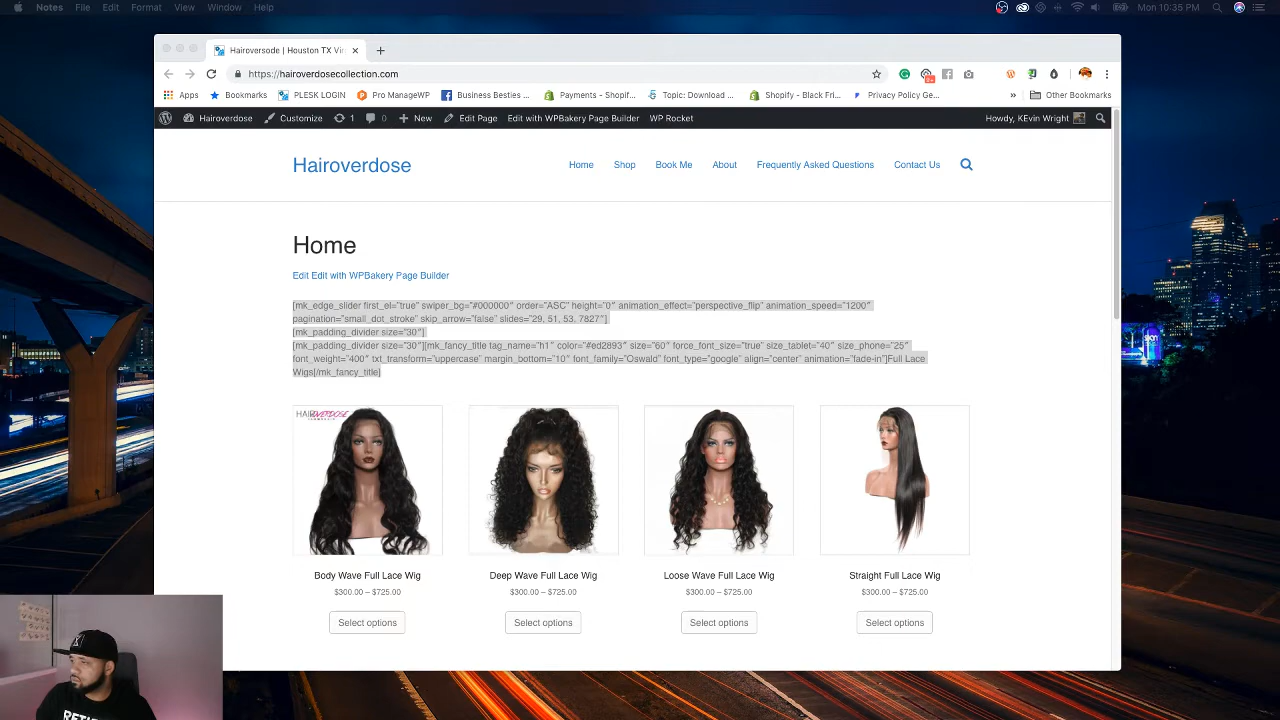 Notes File Edit Format View Window Help Mon 10:35 PM
Hairoversode | Houston TX Vir
https://hairoverdosecollection.com
Apps Bookmarks PLESK LOGIN Pro ManageWP Business Besties ... Payments - Shopif... Topic: Download ... Shopify - Black Fri... Privacy Policy Ge... » Other Bookmarks
Hairoverdose Customize 1 0 New Edit Page Edit with WPBakery Page Builder WP Rocket Howdy, KEvin Wright
Hairoverdose Home Shop Book Me About Frequently Asked Questions Contact Us
Home
Edit Edit with WPBakery Page Builder
[mk_edge_slider first_el="true" swiper_bg="#000000" order="ASC" height="0" animation_effect="perspective_flip" animation_speed="1200"
pagination="small_dot_stroke" skip_arrow="false" slides="29, 51, 53, 7827"]
[mk_padding_divider size="30"]
[mk_padding_divider size="30"][mk_fancy_title tag_name="h1" color="#ed2893" size="60" force_font_size="true" size_tablet="40" size_phone="25"
font_weight="400" txt_transform="uppercase" margin_bottom="10" font_family="Oswald" font_type="google" align="center" animation="fade-in"]Full Lace
Wigs[/mk_fancy_title]
HAIROVERDOSE
Body Wave Full Lace Wig Deep Wave Full Lace Wig Loose Wave Full Lace Wig Straight Full Lace Wig
$300.00 – $725.00 $300.00 – $725.00 $300.00 – $725.00 $300.00 – $725.00
Select options Select options Select options Select options